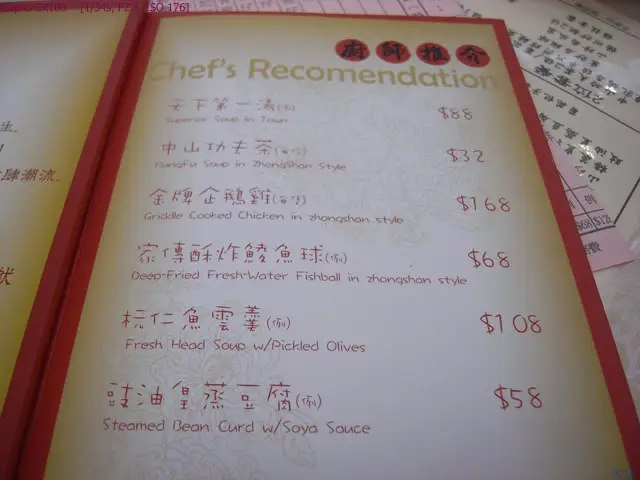 廚師推介
Chef's Recomendation
天下第一湯(例) $88
Superior Soup in Town
中山功夫茶 $32
KungFu Soup in ZhongShan Style
金牌企鵝雞 $168
Griddle Cooked Chicken in zhongshan style
家傳酥炸鯪魚球(例) $68
Deep-Fried Fresh-Water Fishball in zhongshan style
杬仁魚雲羹(例) $108
Fresh Head Soup w/Pickled Olives
豉油皇蒸豆腐(例) $58
Steamed Bean Curd w/Soya Sauce